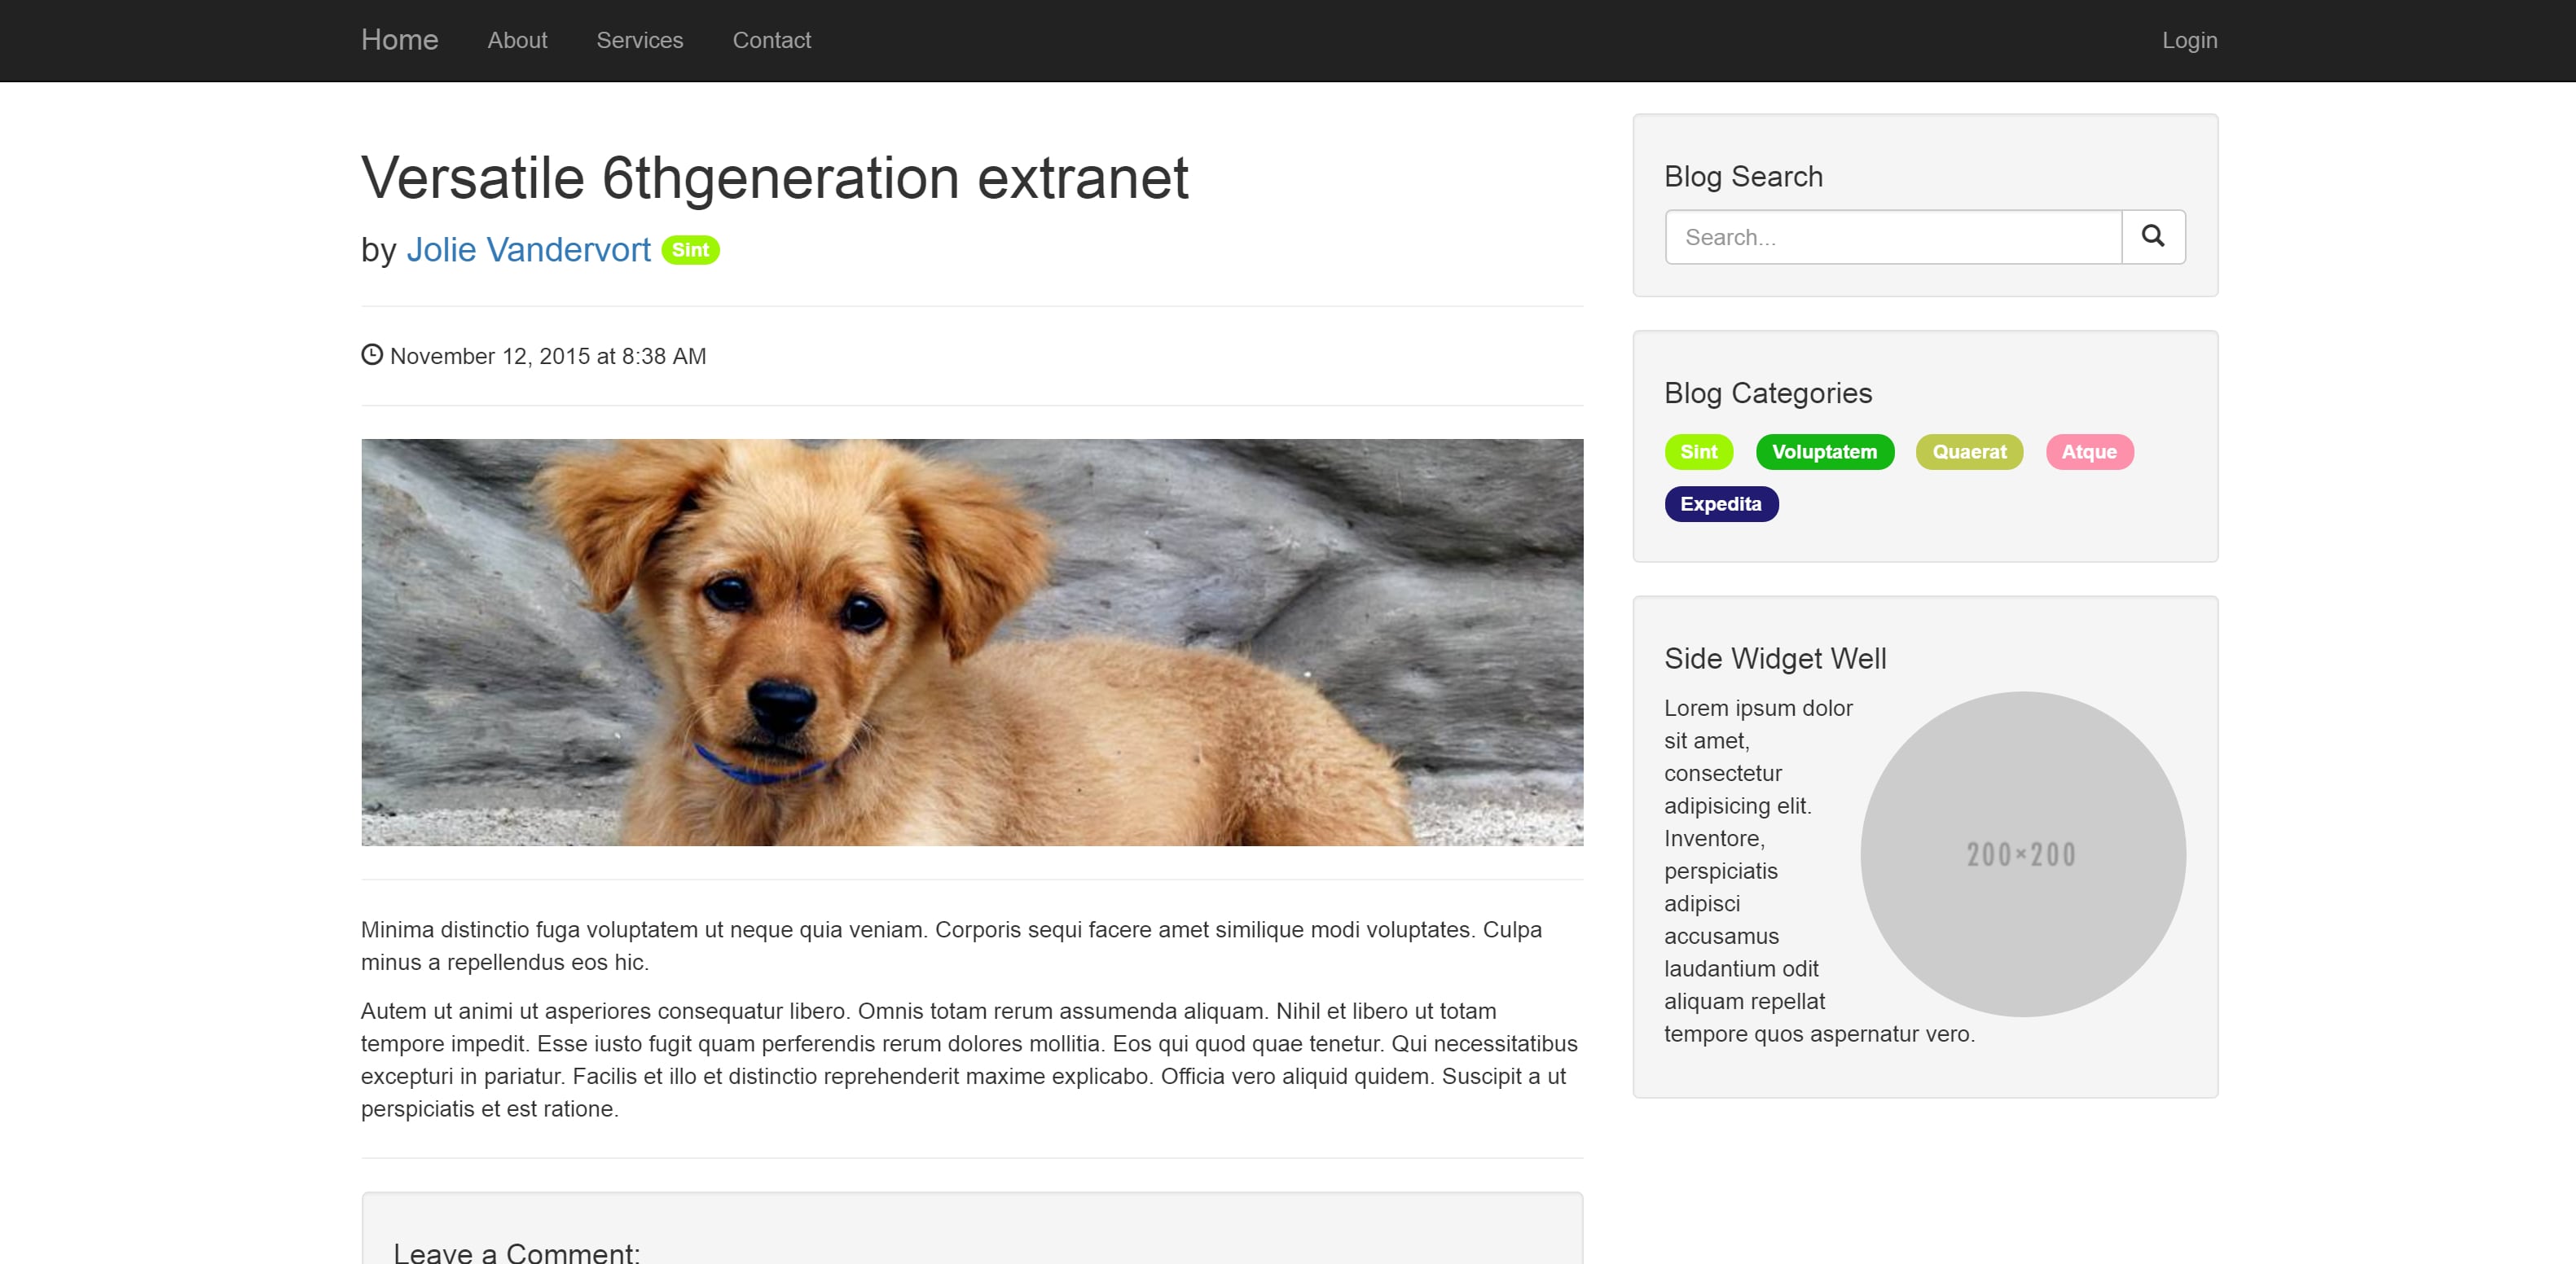 Home About Services Contact Login
Versatile 6thgeneration extranet
by Jolie Vandervort Sint
November 12, 2015 at 8:38 AM
Minima distinctio fuga voluptatem ut neque quia veniam. Corporis sequi facere amet similique modi voluptates. Culpa
minus a repellendus eos hic.
Autem ut animi ut asperiores consequatur libero. Omnis totam rerum assumenda aliquam. Nihil et libero ut totam
tempore impedit. Esse iusto fugit quam perferendis rerum dolores mollitia. Eos qui quod quae tenetur. Qui necessitatibus
excepturi in pariatur. Facilis et illo et distinctio reprehenderit maxime explicabo. Officia vero aliquid quidem. Suscipit a ut
perspiciatis et est ratione.
Leave a Comment:
Blog Search
Search...
Blog Categories
Sint Voluptatem Quaerat Atque
Expedita
Side Widget Well
Lorem ipsum dolor
sit amet,
consectetur
adipisicing elit.
Inventore,
perspiciatis
adipisci
accusamus
laudantium odit
aliquam repellat
tempore quos aspernatur vero.
200×200